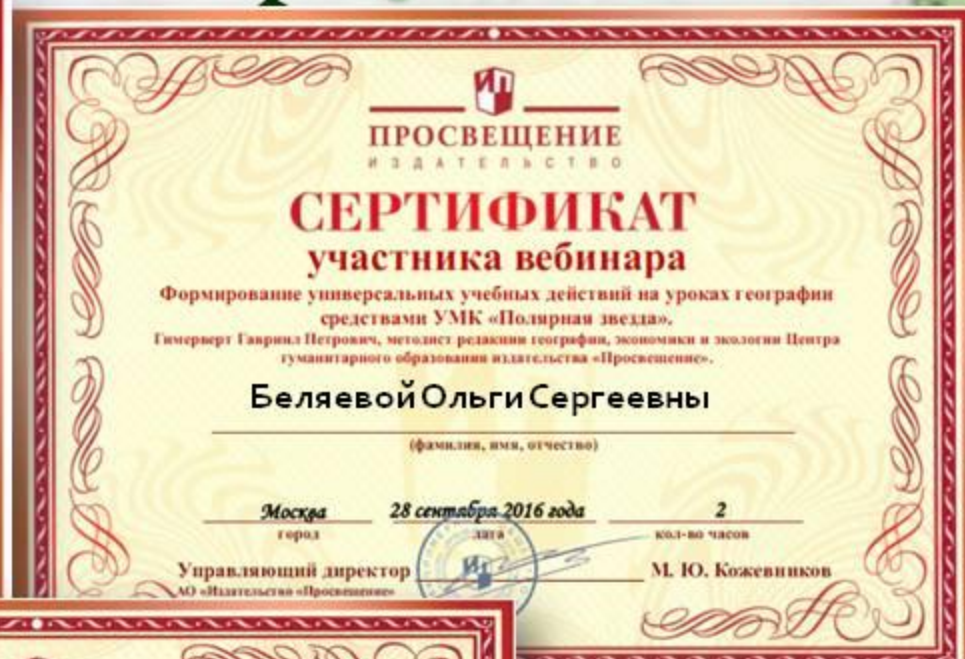 ИП
ПРОСВЕЩЕНИЕ
ИЗДАТЕЛЬСТВО
СЕРТИФИКАТ
участника вебинара
Формирование универсальных учебных действий на уроках географии
средствами УМК «Полярная звезда».
Гимерверт Гавриил Петрович, методист редакции географии, экономики и экологии Центра
гуманитарного образования издательства «Просвещение».
Беляевой Ольги Сергеевны
(фамилия, имя, отчество)
Москва 28 сентября 2016 года 2
город дата кол-во часов
Управляющий директор М. Ю. Кожевников
АО «Издательство «Просвещение»